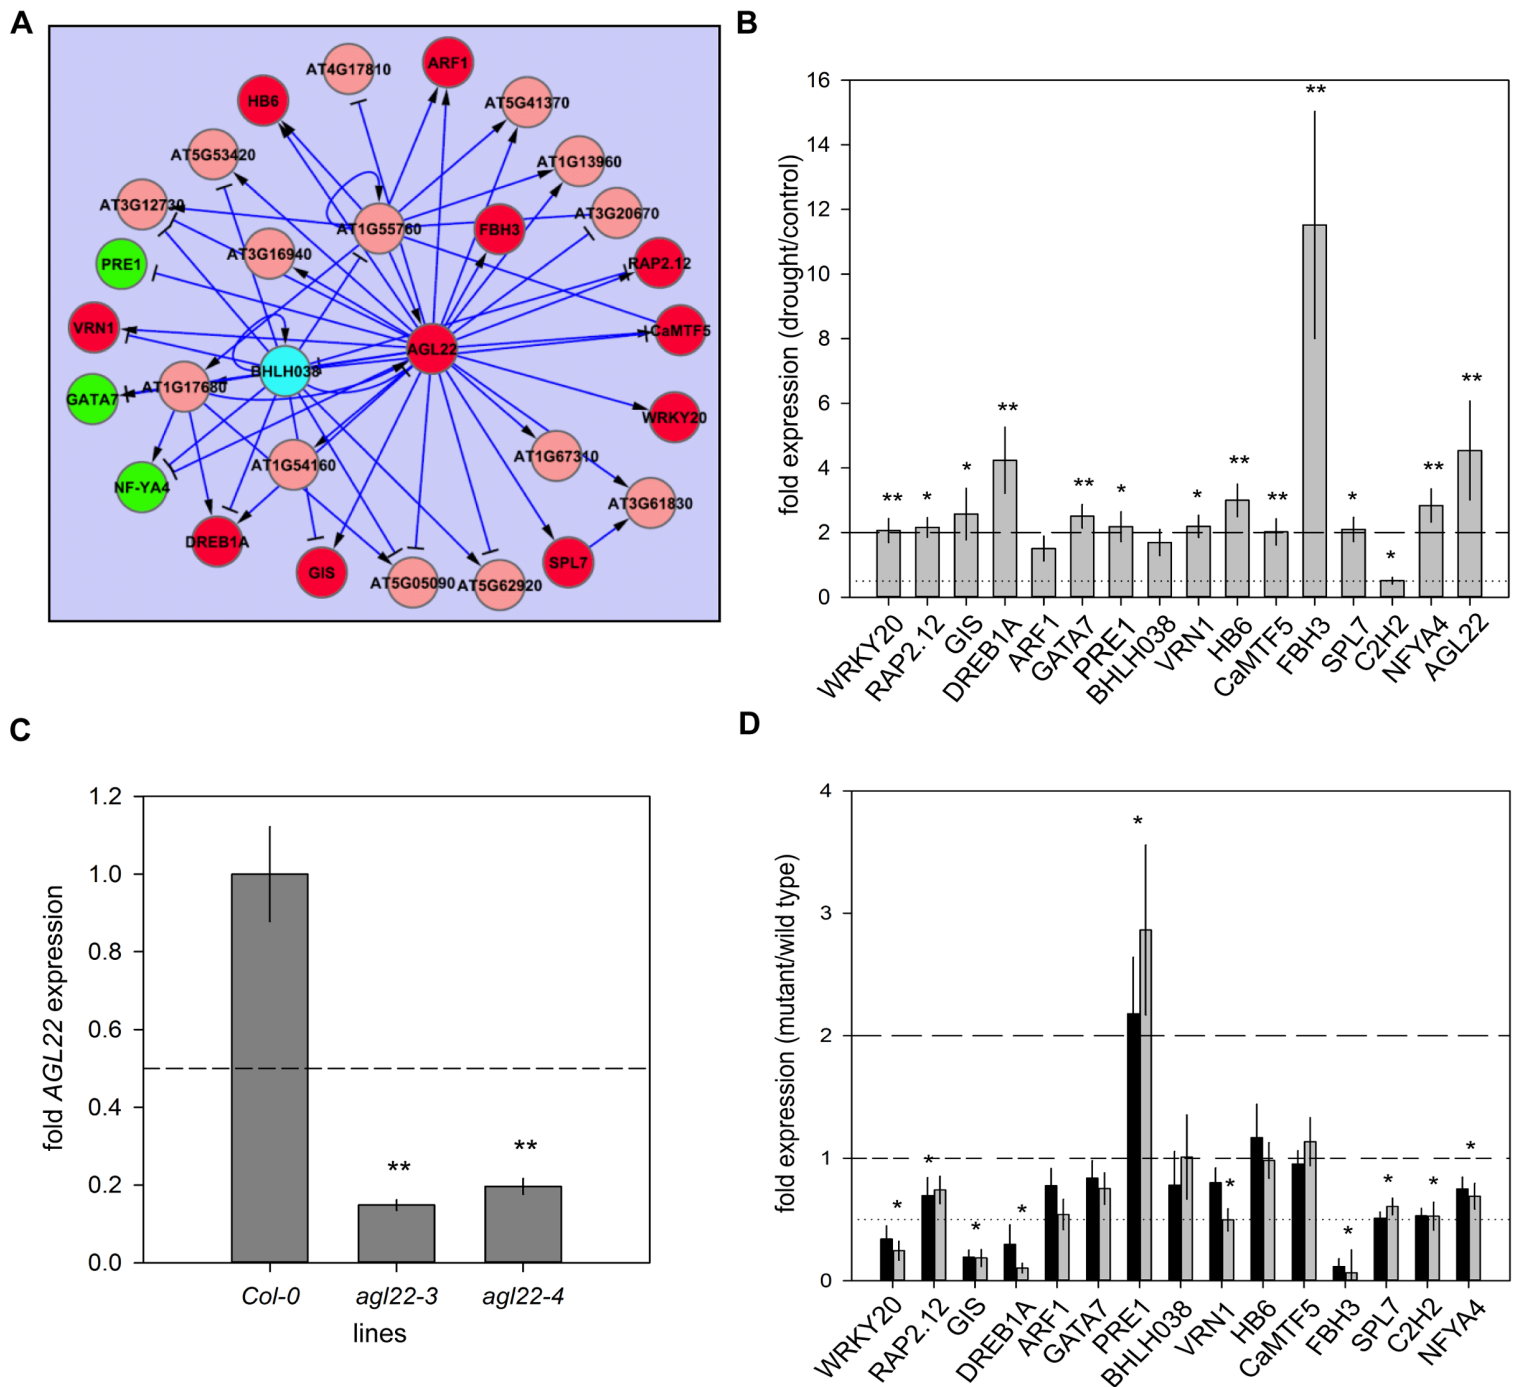 A
AT4G17810
ARF1
HB6
AT5G41370
AT5G53420
AT1G13960
AT3G12730
AT3G20670
AT1G55760
FBH3
AT3G16940
PRE1
RAP2.12
VRN1
CaMTF5
AGL22
BHLH038
AT1G17680
GATA7
WRKY20
AT1G67310
AT1G54160
NF-YA4
AT3G61830
DREB1A
SPL7
GIS
AT5G05090
AT5G62920
B
fold expression (drought/control)
16
14
12
10
8
6
4
2
0
** * * ** ** * * ** ** ** * * ** **
WRKY20
RAP2.12
GIS
DREB1A
ARF1
GATA7
PRE1
BHLH038
VRN1
HB6
CaMTF5
FBH3
SPL7
C2H2
NFYA4
AGL22
C
fold AGL22 expression
1.2
1.0
0.8
0.6
0.4
0.2
0.0
** **
Col-0
agl22-3
agl22-4
lines
D
fold expression (mutant/wild type)
4
3
2
1
0
* * * * * * * * * *
WRKY20
RAP2.12
GIS
DREB1A
ARF1
GATA7
PRE1
BHLH038
VRN1
HB6
CaMTF5
FBH3
SPL7
C2H2
NFYA4